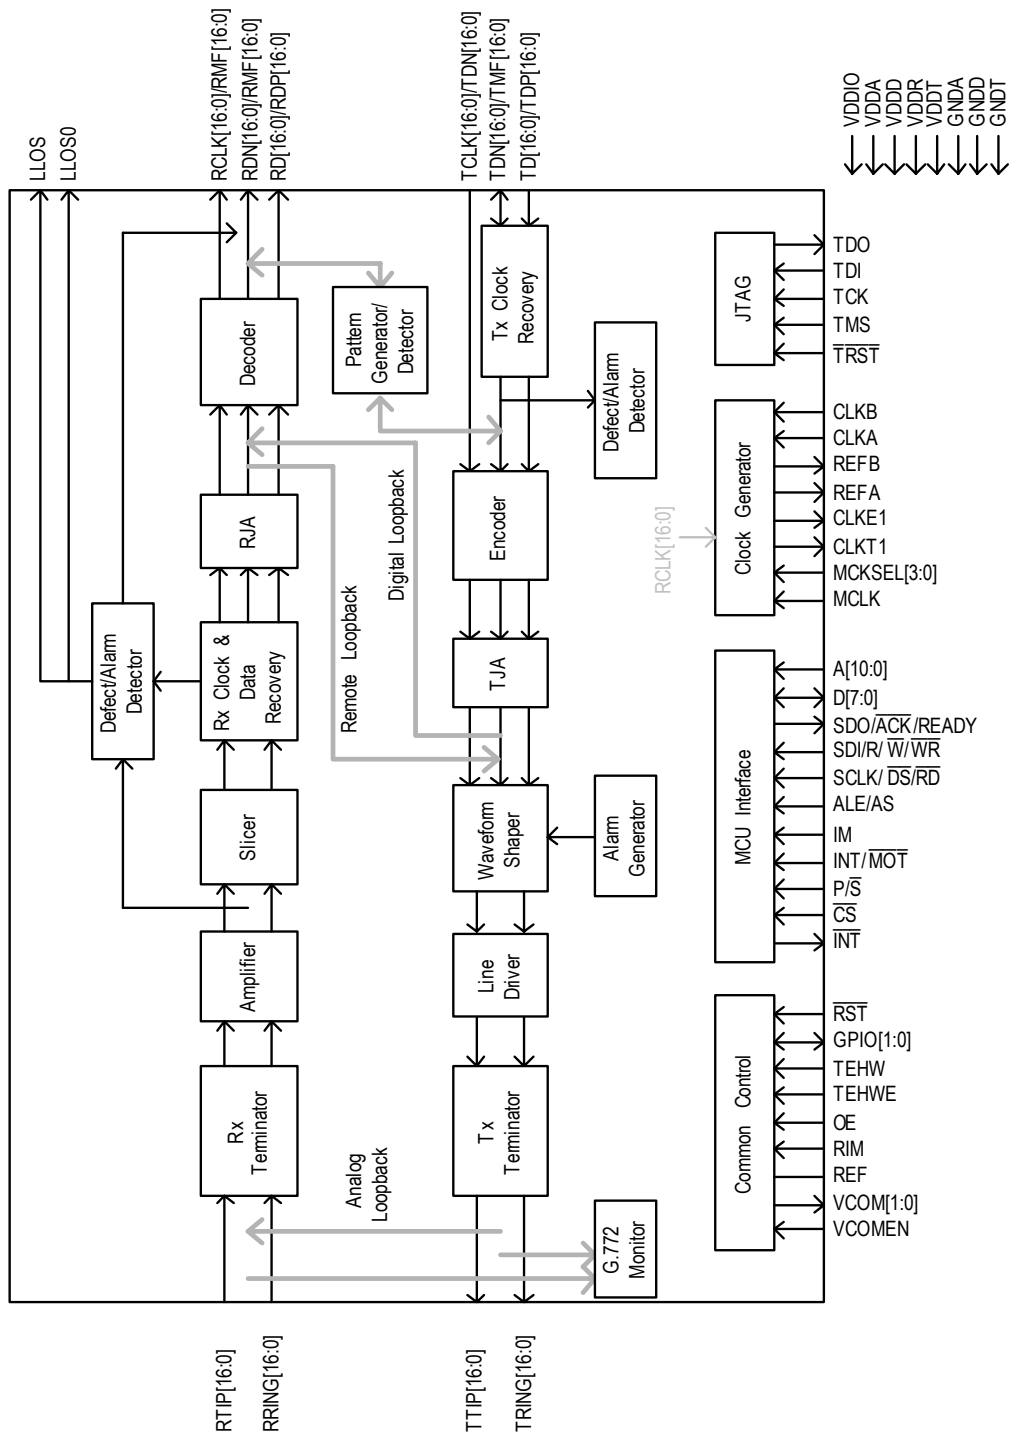 LLOS
LLOS0
RCLK[16:0]/RMF[16:0]
RDN[16:0]/RMF[16:0]
RD[16:0]/RDP[16:0]
TCLK[16:0]/TDN[16:0]
TDN[16:0]/TMF[16:0]
TD[16:0]/TDP[16:0]
VDDIO
VDDA
VDDD
VDDR
VDDT
GNDA
GNDD
GNDT
Decoder
Pattern
Generator/
Detector
Tx Clock
Recovery
Defect/Alarm
Detector
JTAG
TDO
TDI
TCK
TMS
TRST
RJA
Digital Loopback
Encoder
RCLK[16:0]
Clock Generator
CLKB
CLKA
REFB
REFA
CLKE1
CLKT1
MCKSEL[3:0]
MCLK
Defect/Alarm
Detector
Rx Clock &
Data
Recovery
Remote Loopback
TJA
Slicer
Waveform
Shaper
Alarm
Generator
MCU Interface
A[10:0]
D[7:0]
SDO/ACK/READY
SDI/R/W/WR
SCLK/DS/RD
ALE/AS
IM
INT/MOT
P/S
CS
INT
Amplifier
Line
Driver
Rx
Terminator
Analog
Loopback
Tx
Terminator
G.772
Monitor
Common Control
RST
GPIO[1:0]
TEHW
TEHWE
OE
RIM
REF
VCOM[1:0]
VCOMEN
RTIP[16:0]
RRING[16:0]
TTIP[16:0]
TRING[16:0]